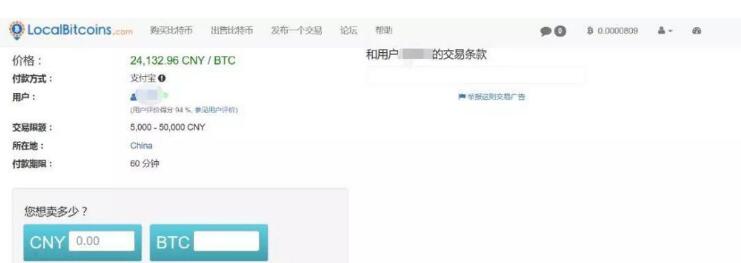 LocalBitcoins.com 购买比特币 出售比特币 发布一个交易 论坛 帮助 0 ฿ 0.0000809
价格： 24,132.96 CNY / BTC
付款方式： 支付宝
用户：
(用户评价得分 94 %, 参见用户评价)
交易限额： 5,000 - 50,000 CNY
所在地： China
付款期限： 60 分钟
和用户 的交易条款
举报这则交易广告
您想卖多少？
CNY 0.00 BTC